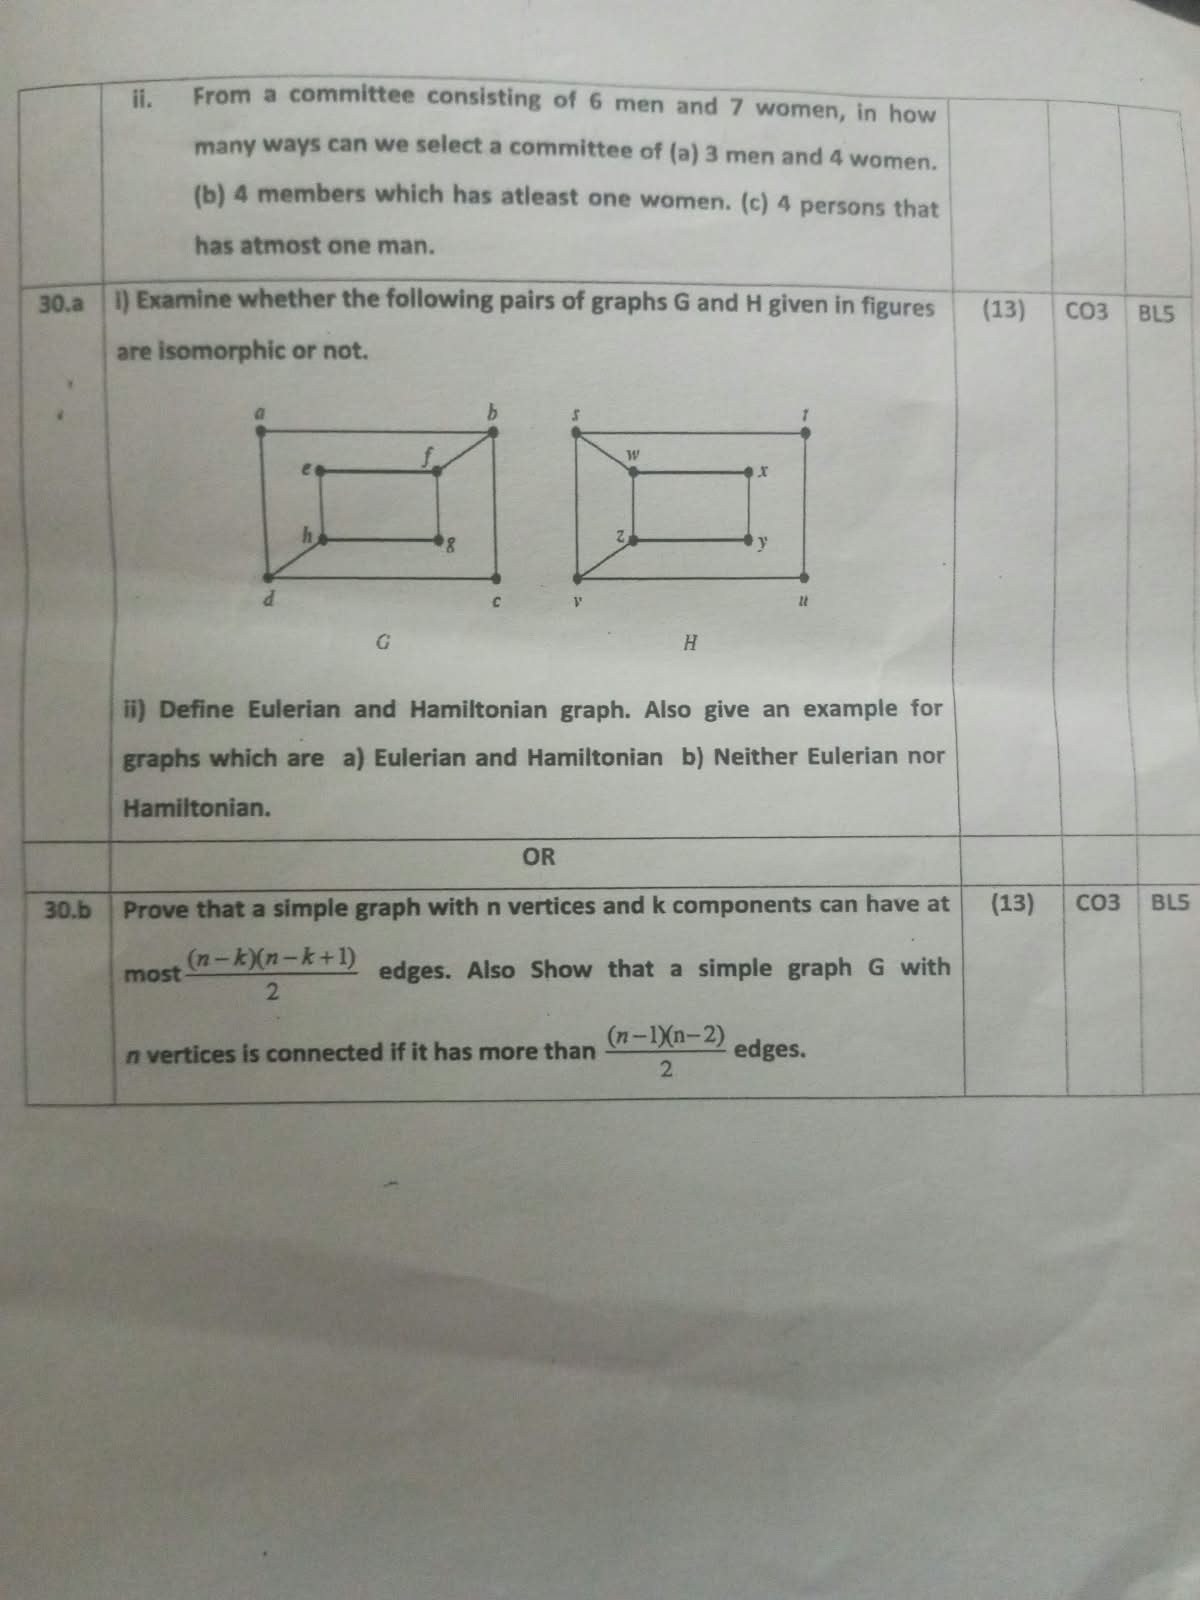 ii. From a committee consisting of 6 men and 7 women, in how
many ways can we select a committee of (a) 3 men and 4 women.
(b) 4 members which has atleast one women. (c) 4 persons that
has atmost one man.
30.a i) Examine whether the following pairs of graphs G and H given in figures (13) CO3 BL5
are isomorphic or not.
a b s t
e f w x
h g z y
d c v u
G H
ii) Define Eulerian and Hamiltonian graph. Also give an example for
graphs which are a) Eulerian and Hamiltonian b) Neither Eulerian nor
Hamiltonian.
OR
30.b Prove that a simple graph with n vertices and k components can have at (13) CO3 BL5
most (n-k)(n-k+1)/2 edges. Also Show that a simple graph G with
n vertices is connected if it has more than (n-1)(n-2)/2 edges.